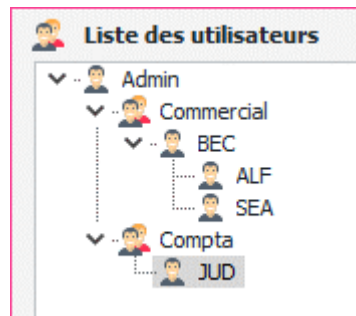 Liste des utilisateurs
Admin
Commercial
BEC
ALF
SEA
Compta
JUD